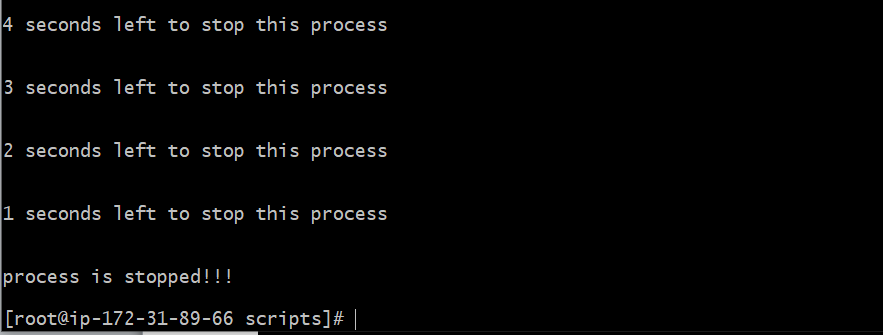 4 seconds left to stop this process
3 seconds left to stop this process
2 seconds left to stop this process
1 seconds left to stop this process
process is stopped!!!
[root@ip-172-31-89-66 scripts]#